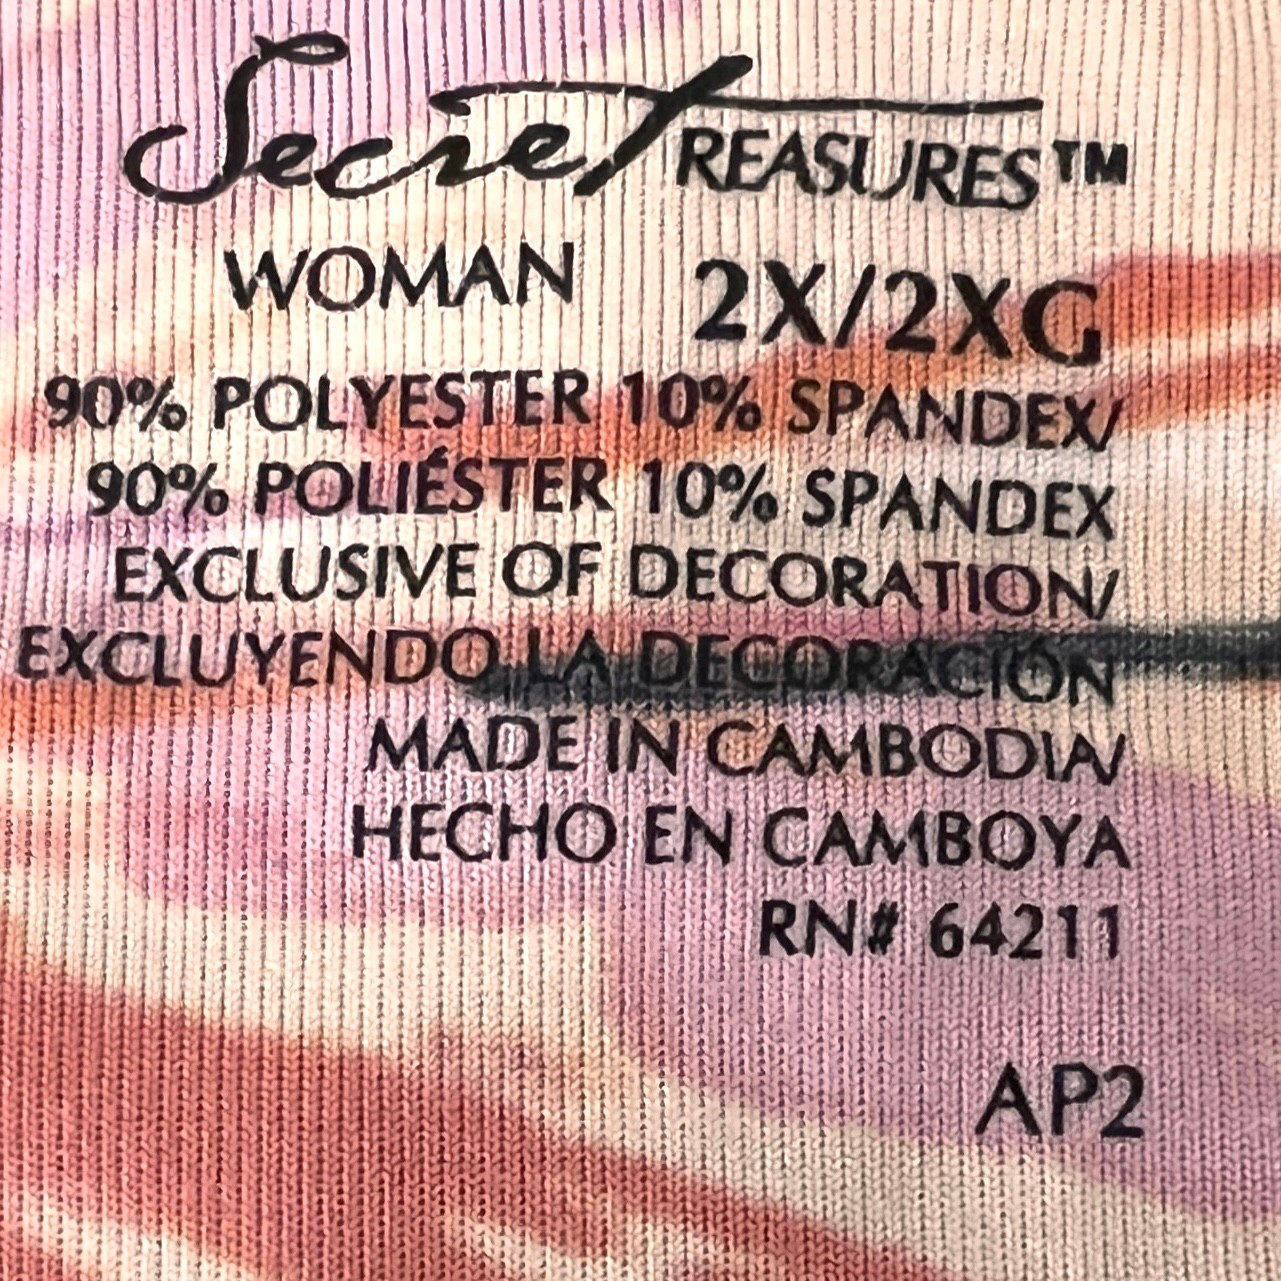 Secret TREASURES™
WOMAN 2X/2XG
90% POLYESTER 10% SPANDEX/
90% POLIÉSTER 10% SPANDEX
EXCLUSIVE OF DECORATION/
EXCLUYENDO LA DECORACIÓN
MADE IN CAMBODIA/
HECHO EN CAMBOYA
RN# 64211
AP2